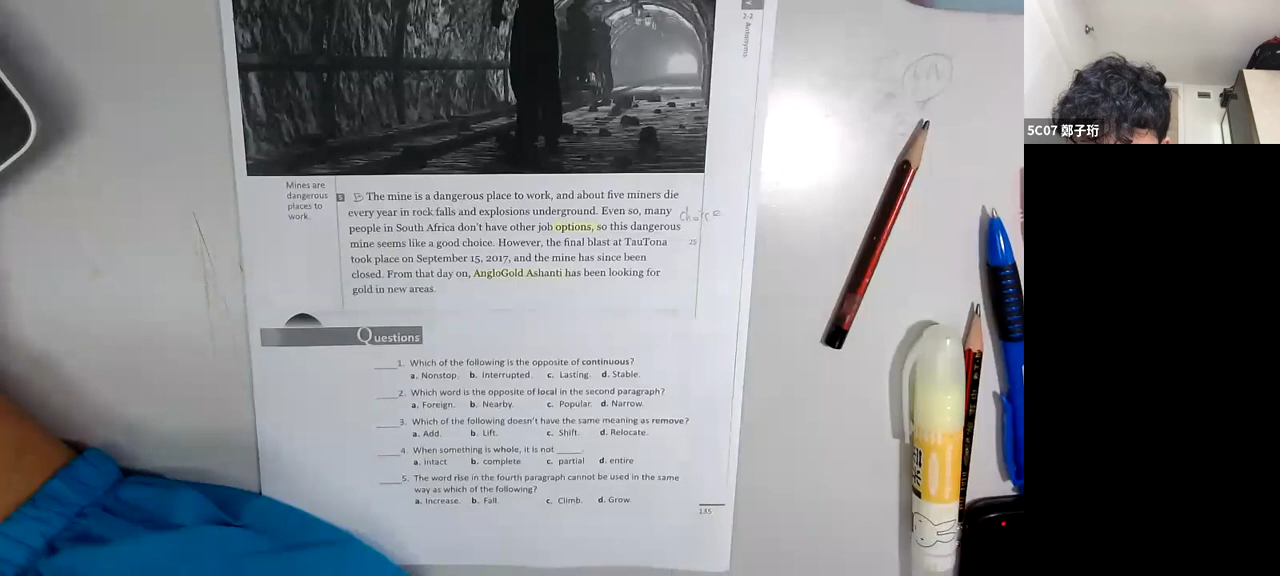 2-2 Antonyms
5C07 鄭子珩
Mines are
dangerous
places to
work.
5 B The mine is a dangerous place to work, and about five miners die
every year in rock falls and explosions underground. Even so, many
choice
people in South Africa don't have other job options, so this dangerous
mine seems like a good choice. However, the final blast at TauTona
25
took place on September 15, 2017, and the mine has since been
closed. From that day on, AngloGold Ashanti has been looking for
gold in new areas.
Questions
____1. Which of the following is the opposite of continuous?
a. Nonstop. b. Interrupted. c. Lasting. d. Stable.
____2. Which word is the opposite of local in the second paragraph?
a. Foreign. b. Nearby. c. Popular. d. Narrow.
____3. Which of the following doesn't have the same meaning as remove?
a. Add. b. Lift. c. Shift. d. Relocate.
____4. When something is whole, it is not _____.
a. intact b. complete c. partial d. entire
____5. The word rise in the fourth paragraph cannot be used in the same
way as which of the following?
a. Increase. b. Fall. c. Climb. d. Grow.
135